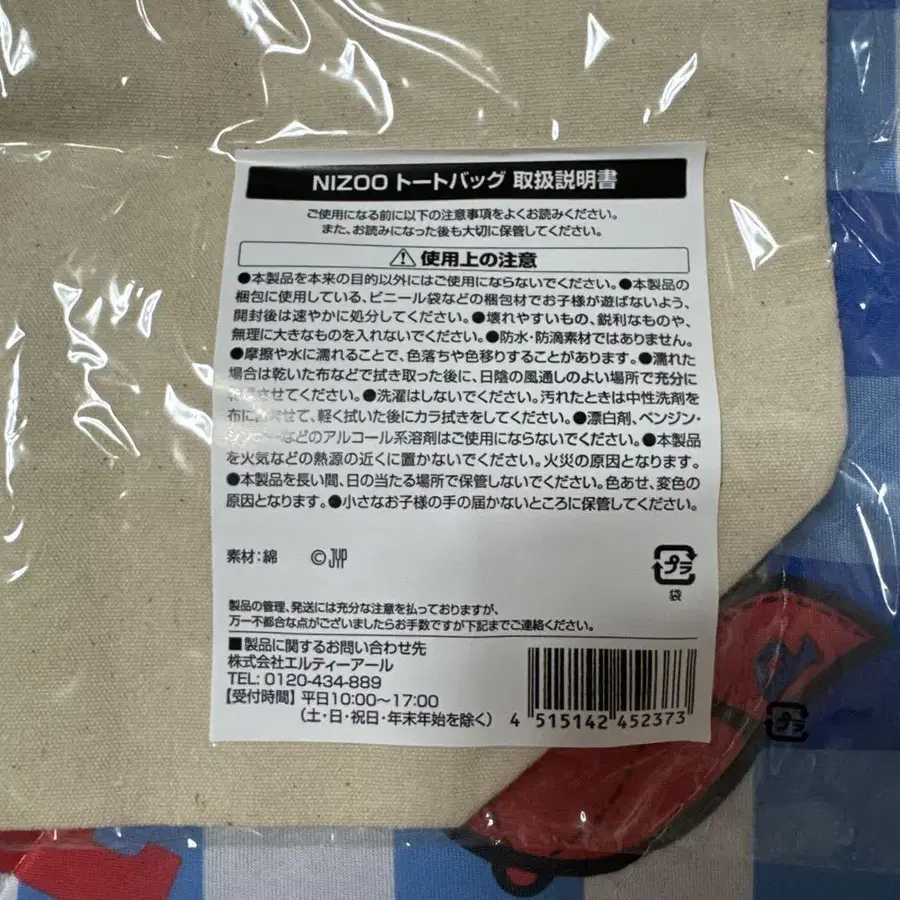 NIZOO トートバッグ 取扱説明書
ご使用になる前に以下の注意事項をよくお読みください。
また、お読みになった後も大切に保管してください。
使用上の注意
●本製品を本来の目的以外にはご使用にならないでください。●本製品の
梱包に使用している、ビニール袋などの梱包材でお子様が遊ばないよう、
開封後は速やかに処分してください。●壊れやすいもの、鋭利なものや、
無理に大きなものを入れないでください。●防水・防滴素材ではありません。
●摩擦や水に濡れることで、色落ちや色移りすることがあります。●濡れた
場合は乾いた布などで拭き取った後に、日陰の風通しのよい場所で充分に
させてください。●洗濯はしないでください。汚れたときは中性洗剤を
布に せて、軽く拭いた後にカラ拭きをしてください。●漂白剤、ベンジン・
などのアルコール系溶剤はご使用にならないでください。●本製品
を火気などの熱源の近くに置かないでください。火災の原因となります。
●本製品を長い間、日の当たる場所で保管しないでください。色あせ、変色の
原因となります。●小さなお子様の手の届かないところに保管してください。
素材：綿 ©JYP
プラ
袋
製品の管理、発送には充分な注意を払っておりますが、
万一不都合な点がございましたらお手数ですが下記までご連絡ください。
■製品に関するお問い合わせ先
株式会社エルティーアール
TEL: 0120-434-889
【受付時間】平日10:00〜17:00
（土・日・祝日・年末年始を除く）
4 515142 452373
プラ